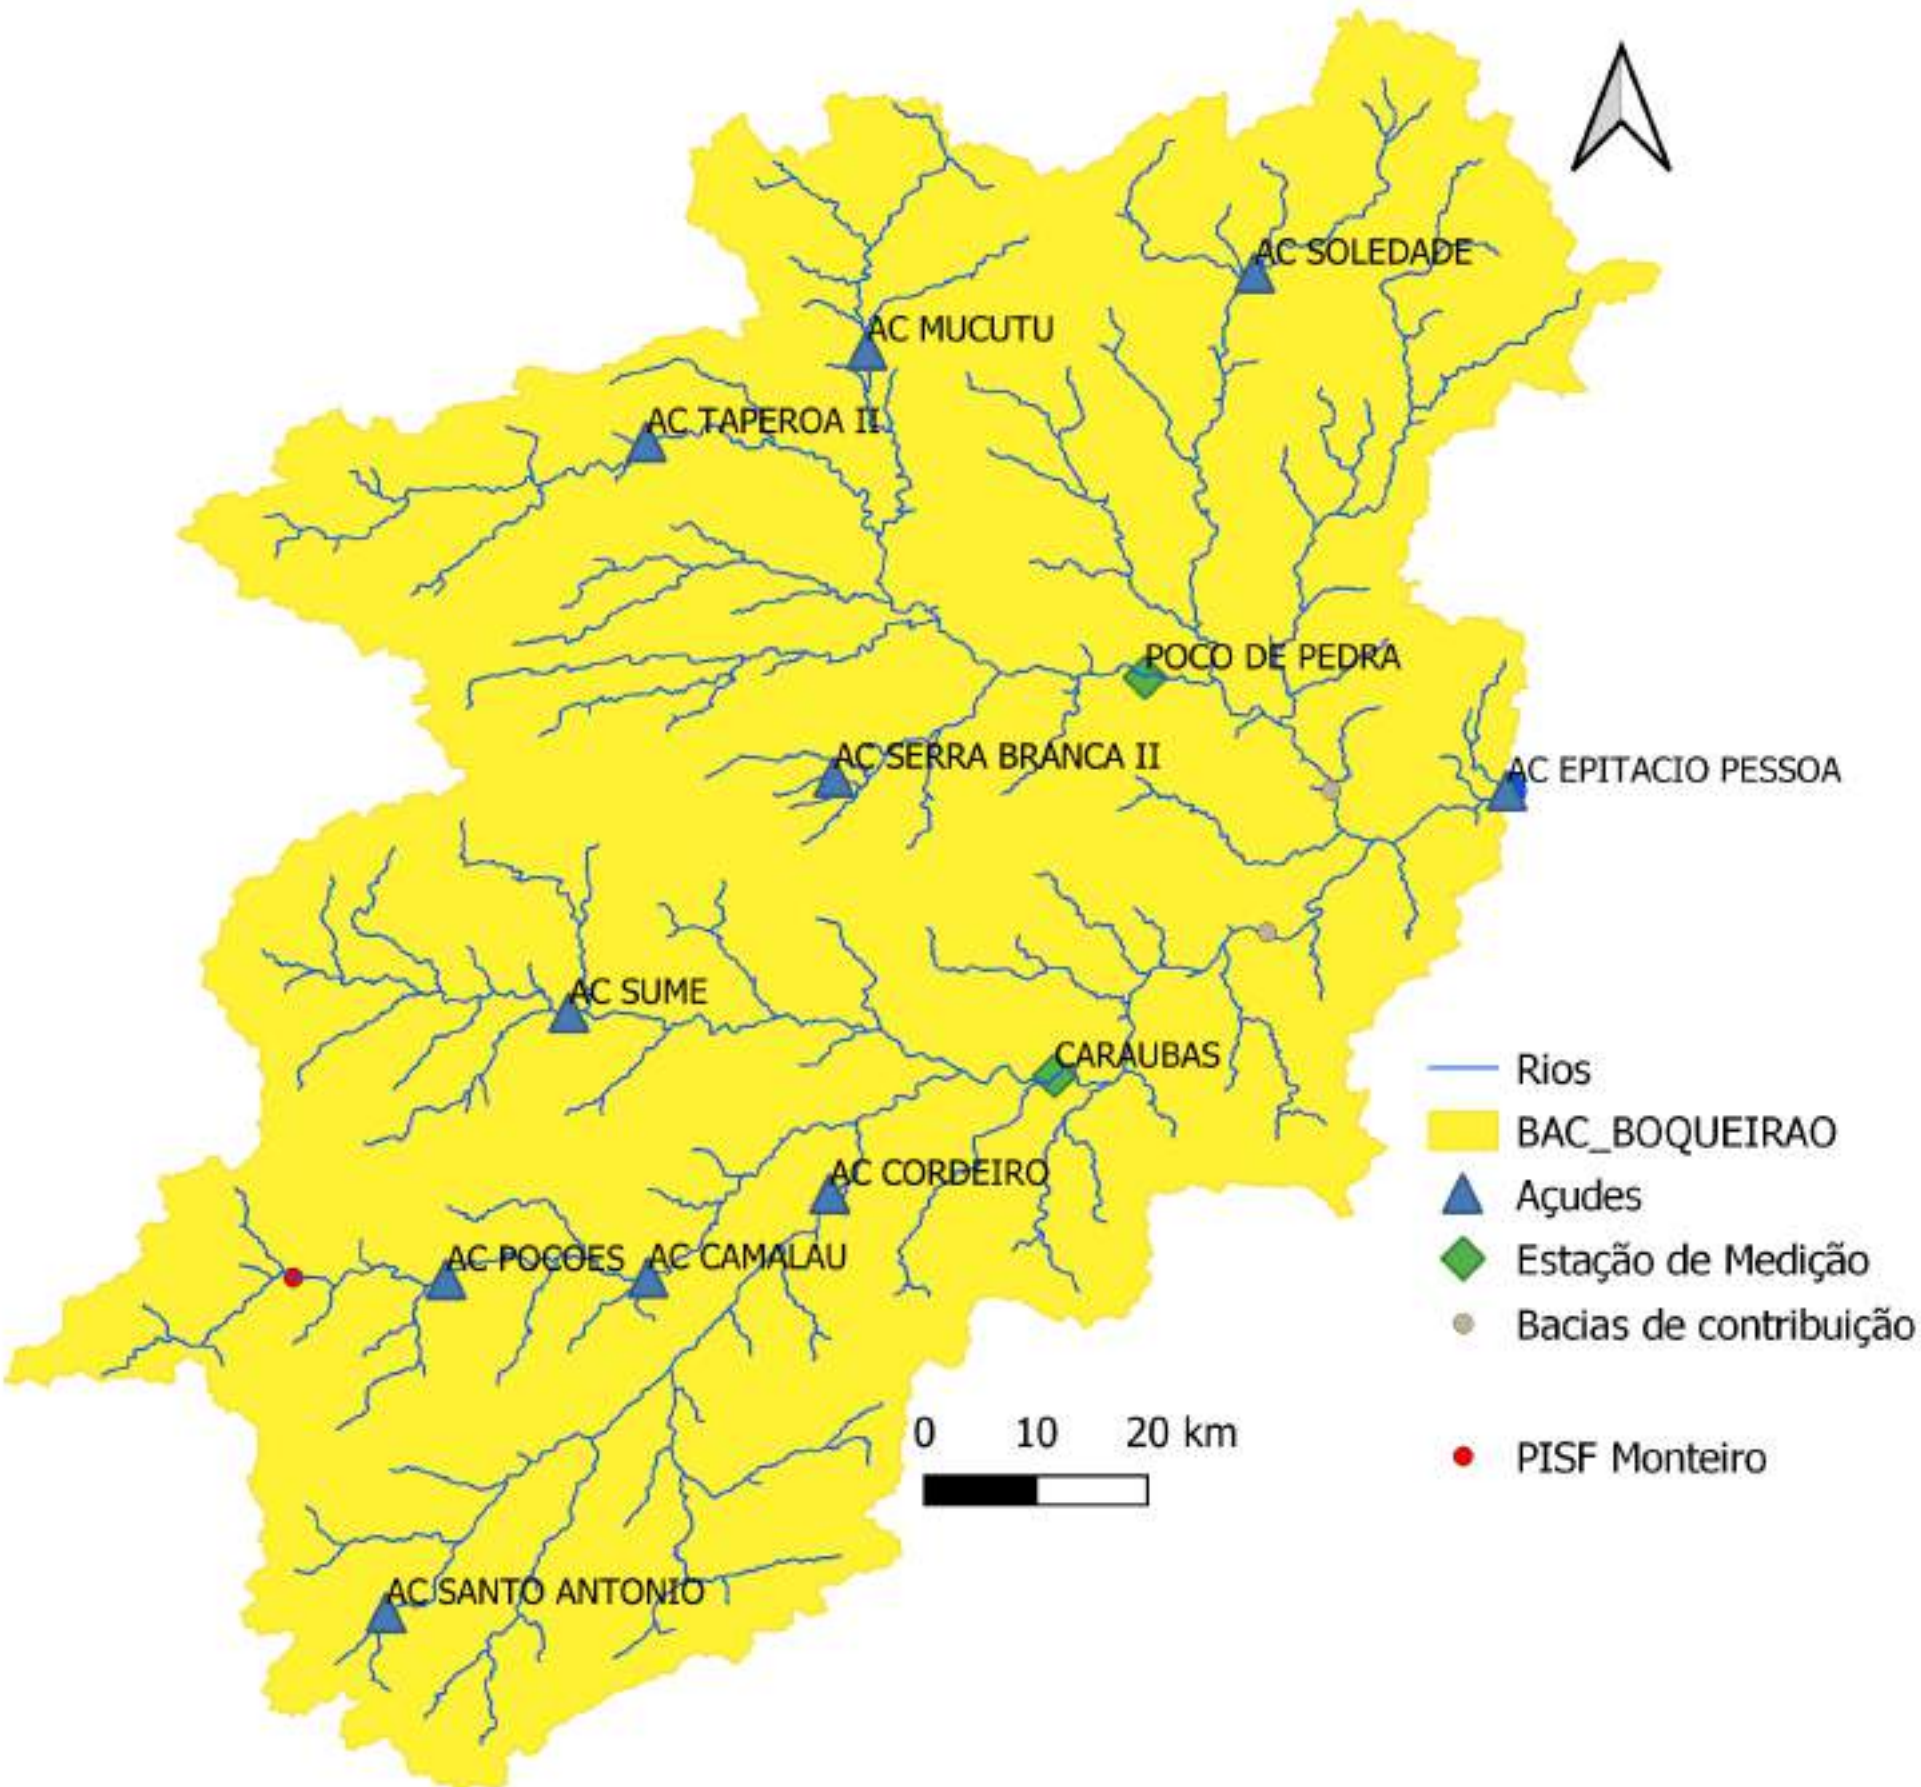 AC SOLEDADE
AC MUCUTU
AC TAPEROA II
POCO DE PEDRA
AC SERRA BRANCA II
AC EPITACIO PESSOA
AC SUME
CARAUBAS
AC CORDEIRO
AC POCOES
AC CAMALAU
AC SANTO ANTONIO
Rios
BAC_BOQUEIRAO
Açudes
Estação de Medição
Bacias de contribuição
PISF Monteiro
0 10 20 km